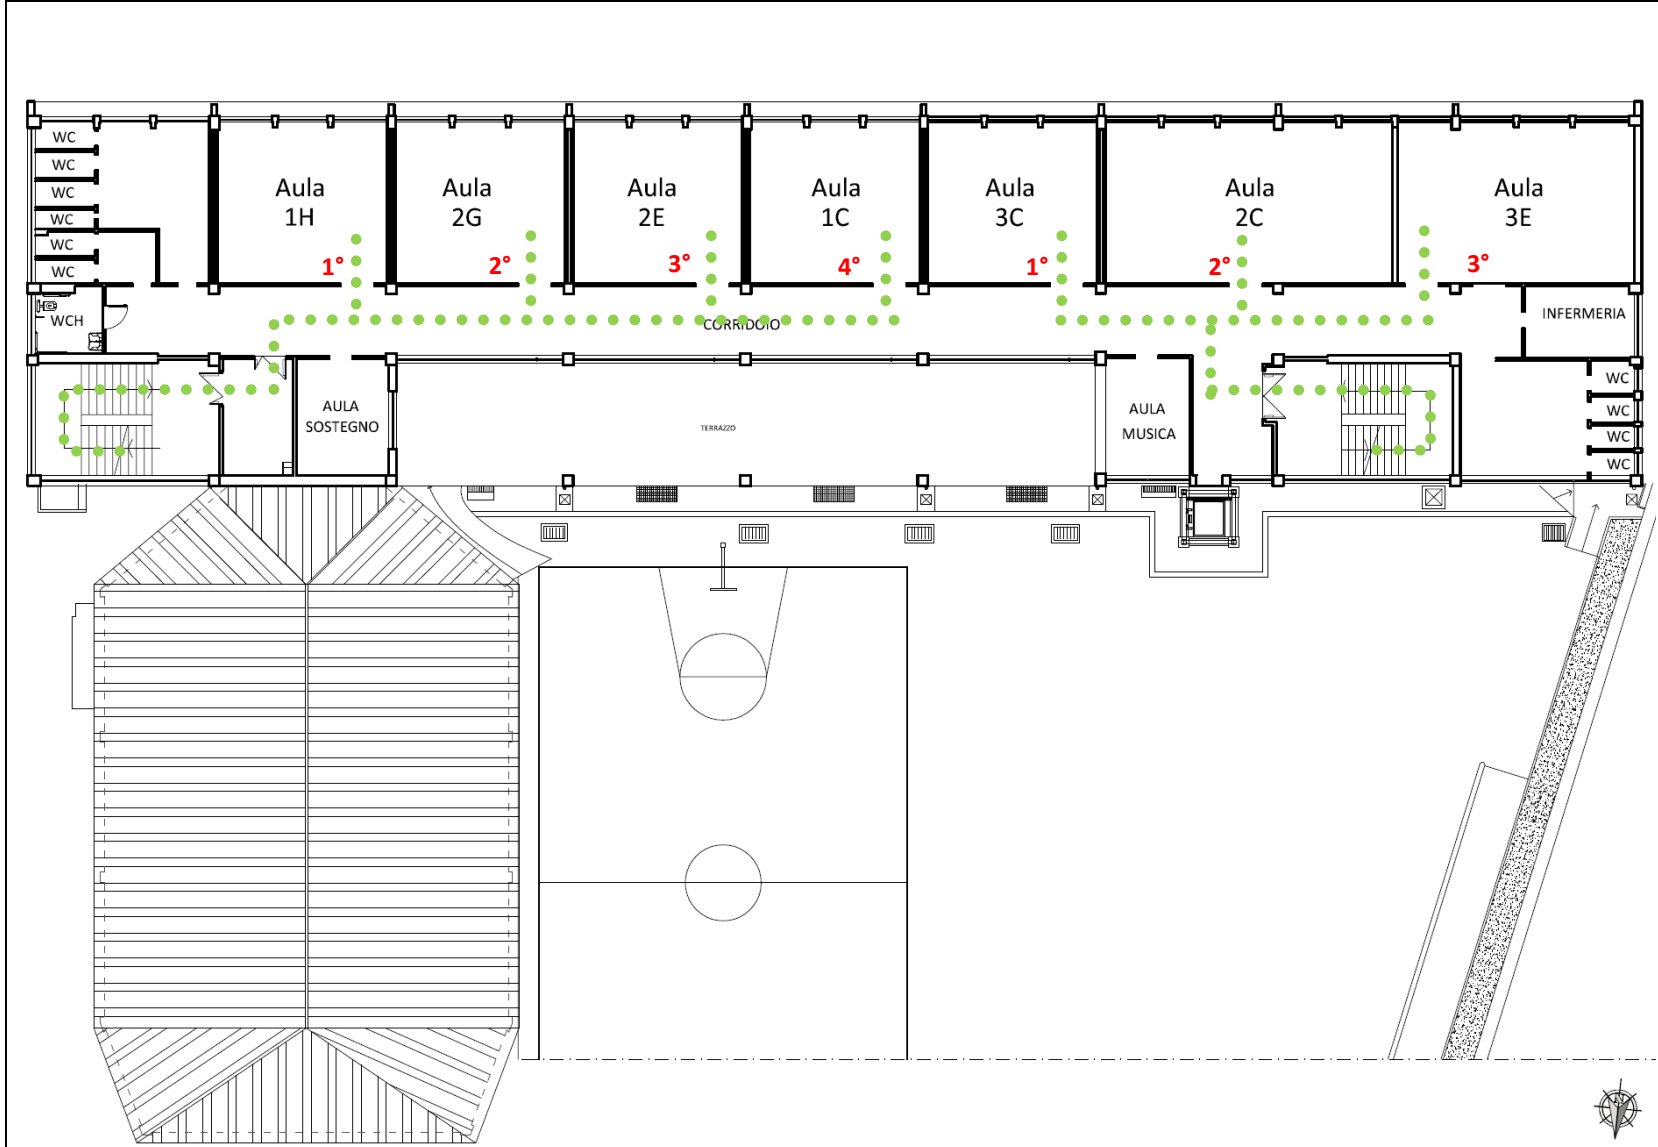 WC
WC
WC
WC
WC
WC
WCH
Aula
1H
1°
Aula
2G
2°
Aula
2E
3°
Aula
1C
4°
Aula
3C
1°
Aula
2C
2°
Aula
3E
3°
CORRIDOIO
INFERMERIA
AULA
SOSTEGNO
TERRAZZO
AULA
MUSICA
WC
WC
WC
WC
N